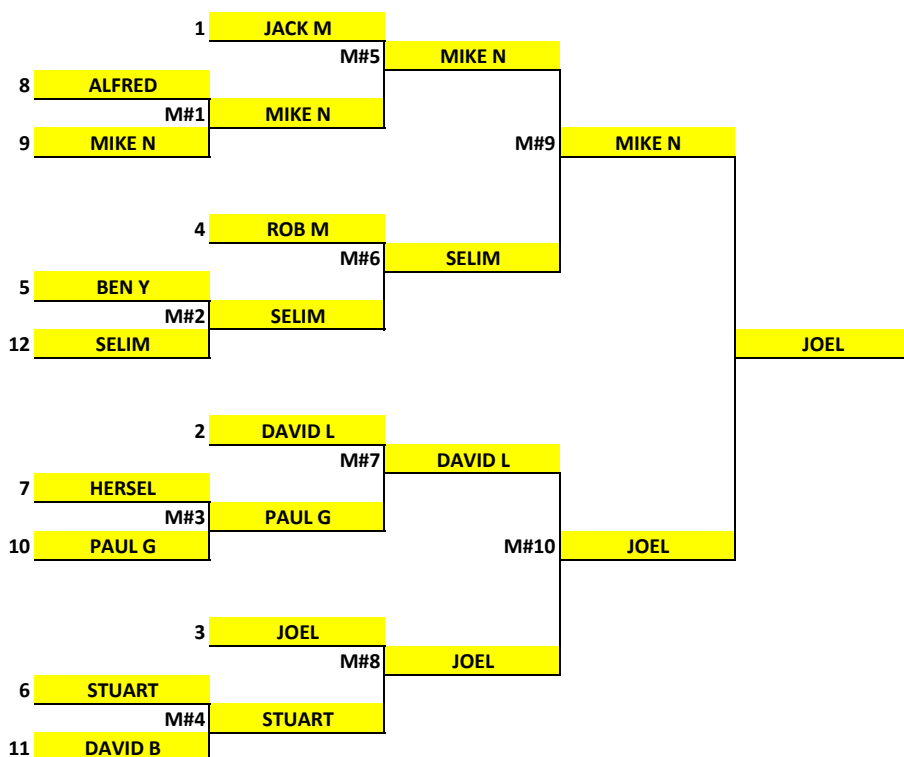 1 JACK M
M#5 MIKE N
8 ALFRED
M#1 MIKE N
9 MIKE N M#9 MIKE N
4 ROB M
M#6 SELIM
5 BEN Y
M#2 SELIM
12 SELIM JOEL
2 DAVID L
M#7 DAVID L
7 HERSEL
M#3 PAUL G
10 PAUL G M#10 JOEL
3 JOEL
M#8 JOEL
6 STUART
M#4 STUART
11 DAVID B